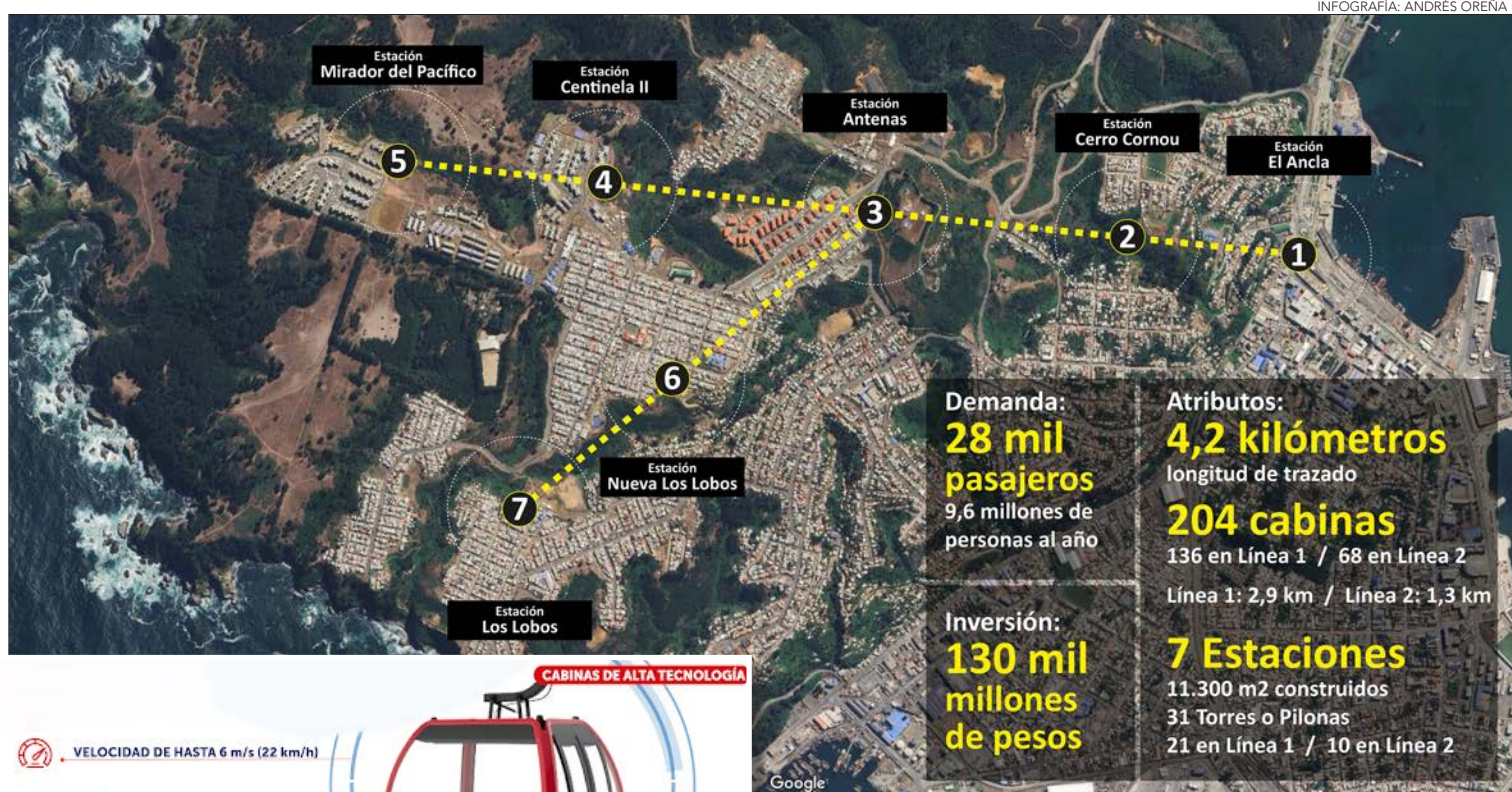 INFOGRAFÍA: ANDRÉS OREÑA
Estación
Mirador del Pacífico
Estación
Centinela II
Estación
Antenas
Estación
Cerro Cornou
Estación
El Ancla
5
4
3
2
1
6
7
Estación
Nueva Los Lobos
Estación
Los Lobos
Demanda:
28 mil
pasajeros
9,6 millones de
personas al año
Inversión:
130 mil
millones
de pesos
Atributos:
4,2 kilómetros
longitud de trazado
204 cabinas
136 en Línea 1 / 68 en Línea 2
Línea 1: 2,9 km / Línea 2: 1,3 km
7 Estaciones
11.300 m2 construidos
31 Torres o Pilonas
21 en Línea 1 / 10 en Línea 2
CABINAS DE ALTA TECNOLOGÍA
VELOCIDAD DE HASTA 6 m/s (22 km/h)
Google